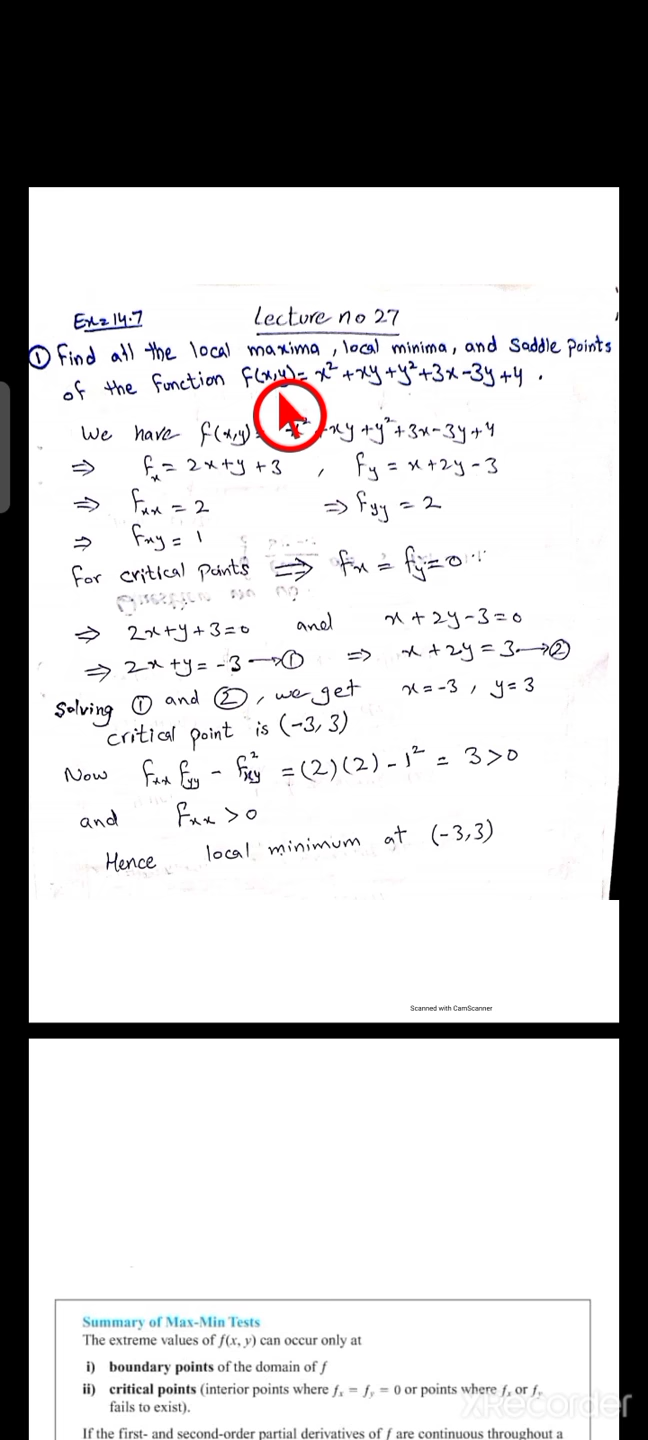 Ex=14.7 Lecture no 27
① Find all the local maxima, local minima, and Saddle points
of the function f(x,y)= x² +xy+y²+3x-3y+4 .
We have f(x,y)= x²+xy+y²+3x-3y+4
⇒ fₓ = 2x+y+3 , fy = x+2y-3
⇒ fxx = 2 ⇒ fyy = 2
⇒ fxy = 1
for critical points ⇒ fx = fy=0
⇒ 2x+y+3=0 and x+2y-3=0
⇒ 2x+y=-3 →① ⇒ x+2y=3 →②
Solving ① and ②, we get x=-3, y=3
critical point is (-3,3)
Now fxx fyy - f²xy = (2)(2)-1² = 3>0
and fxx >0
Hence local minimum at (-3,3)
Scanned with CamScanner
Summary of Max-Min Tests
The extreme values of f(x, y) can occur only at
i) boundary points of the domain of f
ii) critical points (interior points where fx = fy = 0 or points where fx or fy
fails to exist).
If the first- and second-order partial derivatives of f are continuous throughout a
XRecorder